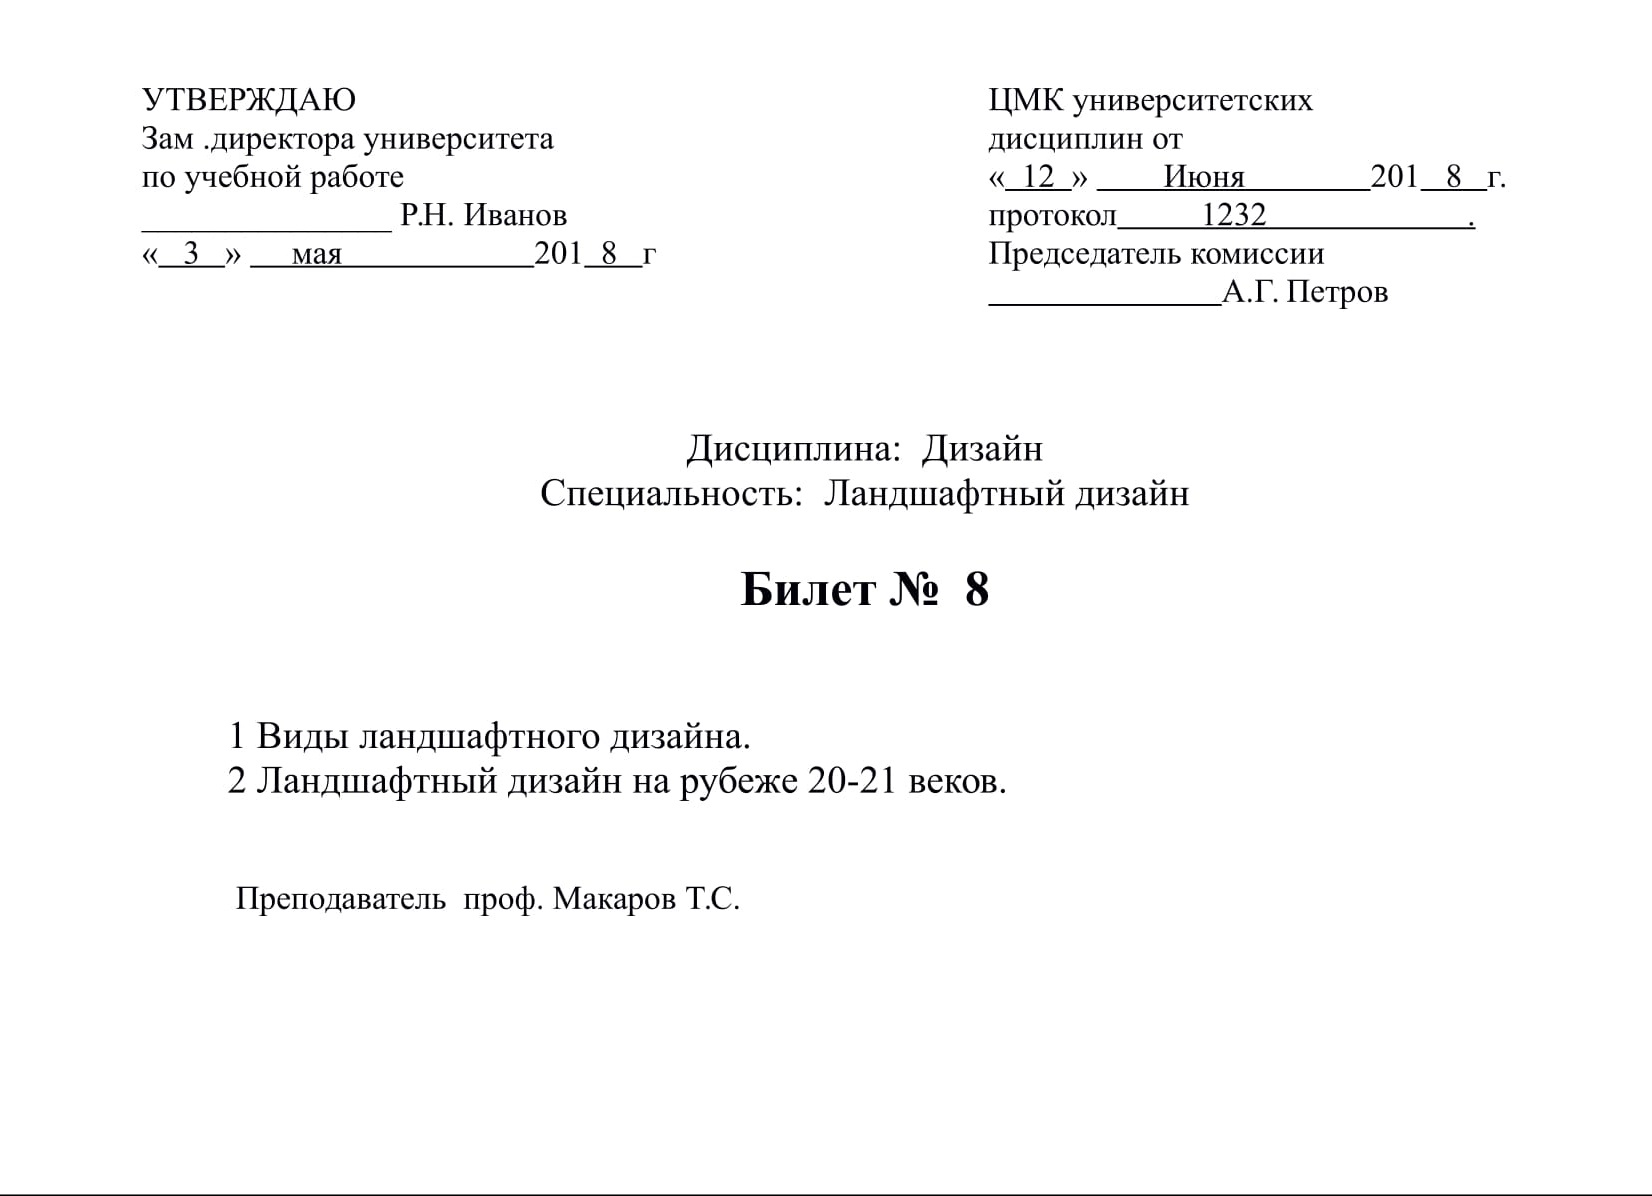 УТВЕРЖДАЮ
Зам .директора университета
по учебной работе
_______________ Р.Н. Иванов
«__3__» ___мая____________201_8__г
ЦМК университетских
дисциплин от
«_12_» ____Июня________201__8__г.
протокол_____1232_____________.
Председатель комиссии
______________А.Г. Петров
Дисциплина: Дизайн
Специальность: Ландшафтный дизайн
Билет № 8
1 Виды ландшафтного дизайна.
2 Ландшафтный дизайн на рубеже 20-21 веков.
Преподаватель проф. Макаров Т.С.